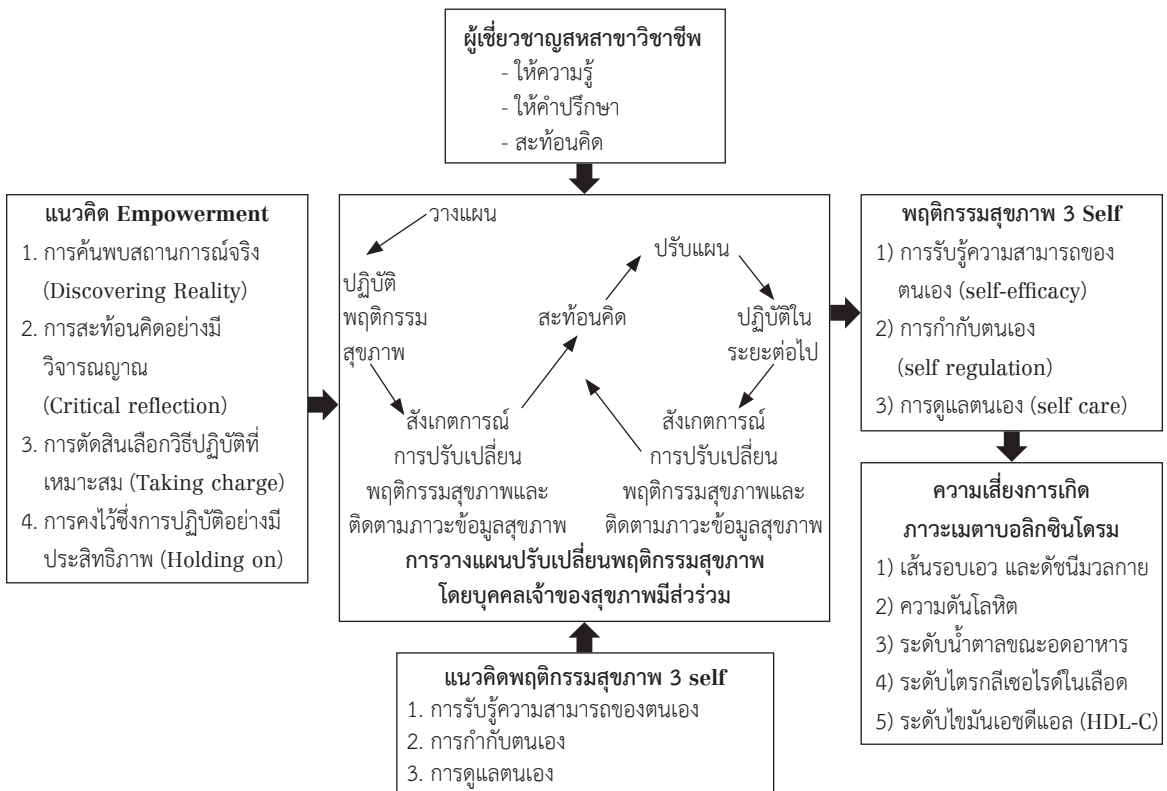 ผู้เชี่ยวชาญสหสาขาวิชาชีพ
- ให้ความรู้
- ให้คำปรึกษา
- สะท้อนคิด
แนวคิด Empowerment
1. การค้นพบสถานการณ์จริง
(Discovering Reality)
2. การสะท้อนคิดอย่างมี
วิจารณญาณ
(Critical reflection)
3. การตัดสินเลือกวิธีปฏิบัติที่
เหมาะสม (Taking charge)
4. การคงไว้ซึ่งการปฏิบัติอย่างมี
ประสิทธิภาพ (Holding on)
วางแผน
ปฏิบัติ
พฤติกรรม
สุขภาพ
สังเกตการณ์
การปรับเปลี่ยน
พฤติกรรมสุขภาพและ
ติดตามภาวะข้อมูลสุขภาพ
สะท้อนคิด
ปรับแผน
ปฏิบัติใน
ระยะต่อไป
สังเกตการณ์
การปรับเปลี่ยน
พฤติกรรมสุขภาพและ
ติดตามภาวะข้อมูลสุขภาพ
การวางแผนปรับเปลี่ยนพฤติกรรมสุขภาพ
โดยบุคคลเจ้าของสุขภาพมีส่วร่วม
แนวคิดพฤติกรรมสุขภาพ 3 self
1. การรับรู้ความสามารถของตนเอง
2. การกำกับตนเอง
3. การดูแลตนเอง
พฤติกรรมสุขภาพ 3 Self
1) การรับรู้ความสามารถของ
ตนเอง (self-efficacy)
2) การกำกับตนเอง
(self regulation)
3) การดูแลตนเอง (self care)
ความเสี่ยงการเกิด
ภาวะเมตาบอลิกซินโดรม
1) เส้นรอบเอว และดัชนีมวลกาย
2) ความดันโลหิต
3) ระดับน้ำตาลขณะอดอาหาร
4) ระดับไตรกลีเซอไรด์ในเลือด
5) ระดับไขมันเอชดีแอล (HDL-C)